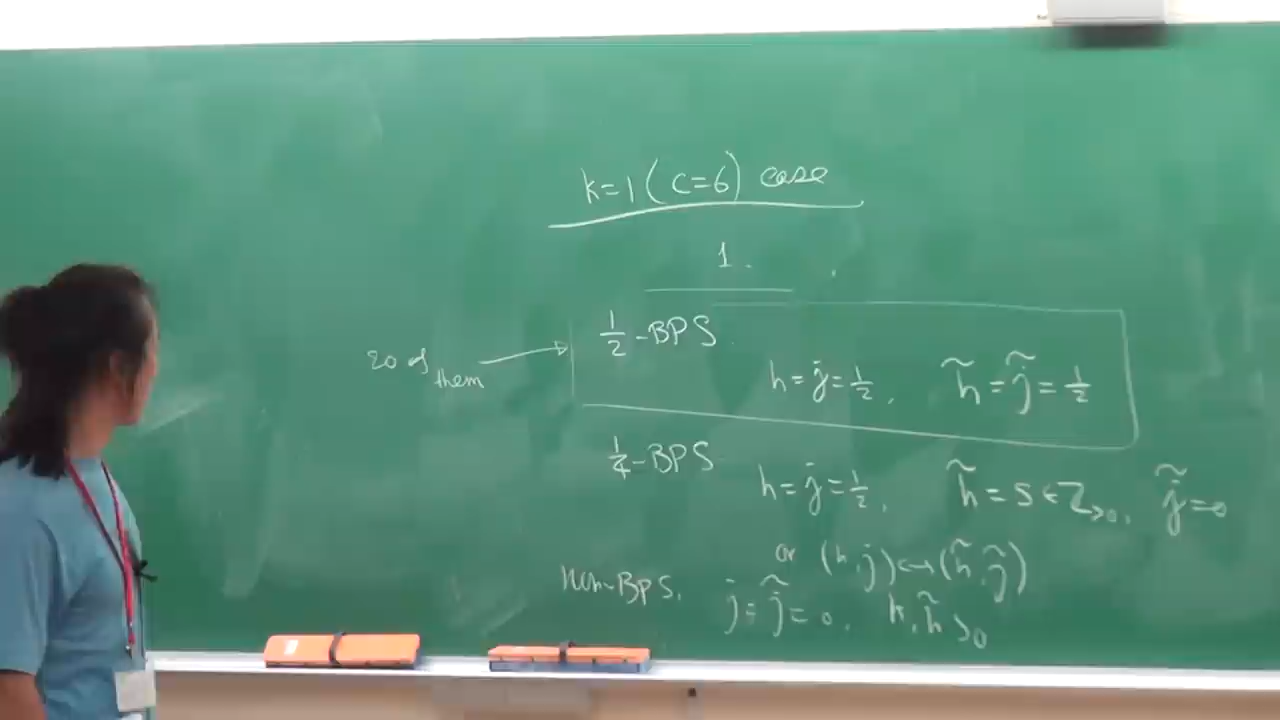 k=1 (c=6) case
1.
1/2-BPS
h=j=1/2, h̃=j̃=1/2
20 of them
1/4-BPS
h=j=1/2, h̃=s∈Z>0, j̃=0
or (h,j)↔(h̃,j̃)
non-BPS, j=j̃=0, h,h̃>0